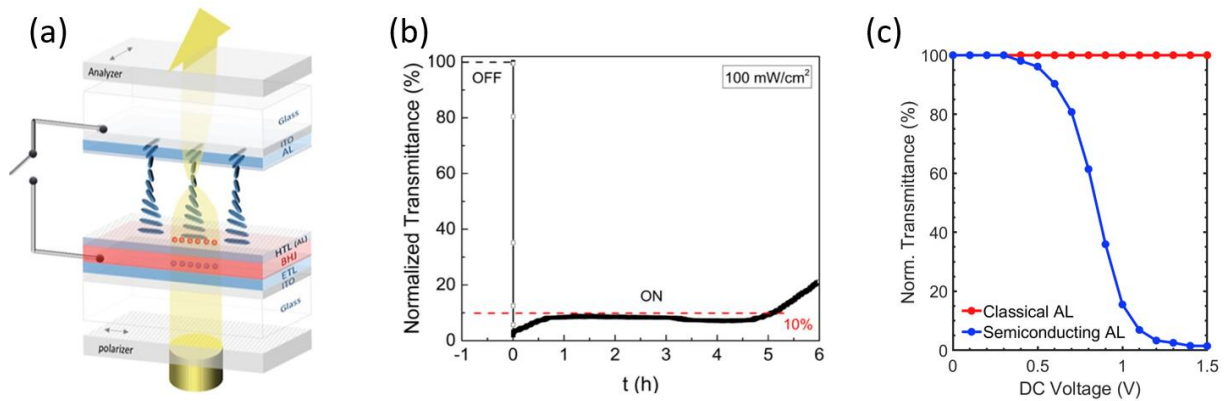 (a)
Analyzer
Glass
ITO
AL
HTL (AL)
BHJ
ETL
ITO
Glass
polarizer
(b)
Normalized Transmittance (%)
100
80
60
40
20
0
OFF
100 mW/cm²
ON
10%
-1 0 1 2 3 4 5 6
t (h)
(c)
Norm. Transmittance (%)
100
80
60
40
20
0
Classical AL
Semiconducting AL
0 0.5 1 1.5
DC Voltage (V)